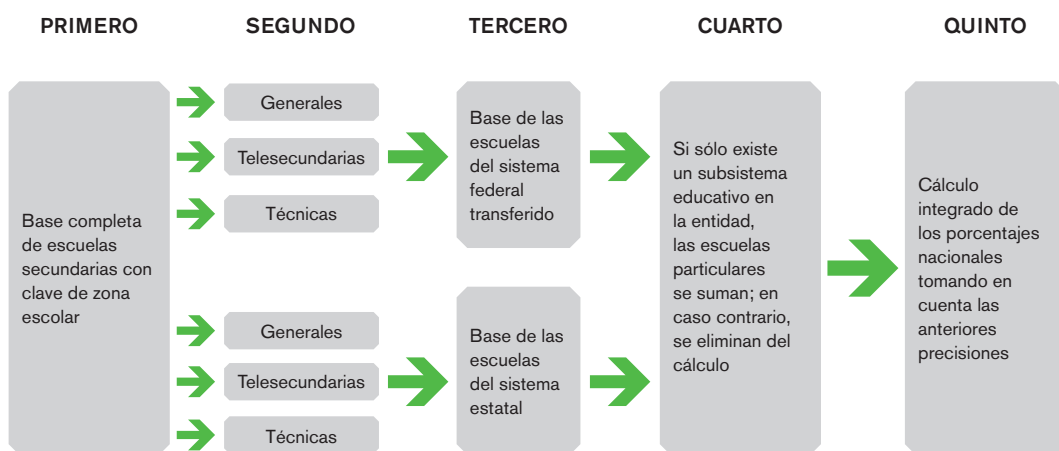 PRIMERO
SEGUNDO
TERCERO
CUARTO
QUINTO
Base completa
de escuelas
secundarias con
clave de zona
escolar
Generales
Telesecundarias
Técnicas
Generales
Telesecundarias
Técnicas
Base de las
escuelas
del sistema
federal
transferido
Base de las
escuelas
del sistema
estatal
Si sólo existe
un subsistema
educativo en
la entidad,
las escuelas
particulares
se suman; en
caso contrario,
se eliminan del
cálculo
Cálculo
integrado de
los porcentajes
nacionales
tomando en
cuenta las
anteriores
precisiones